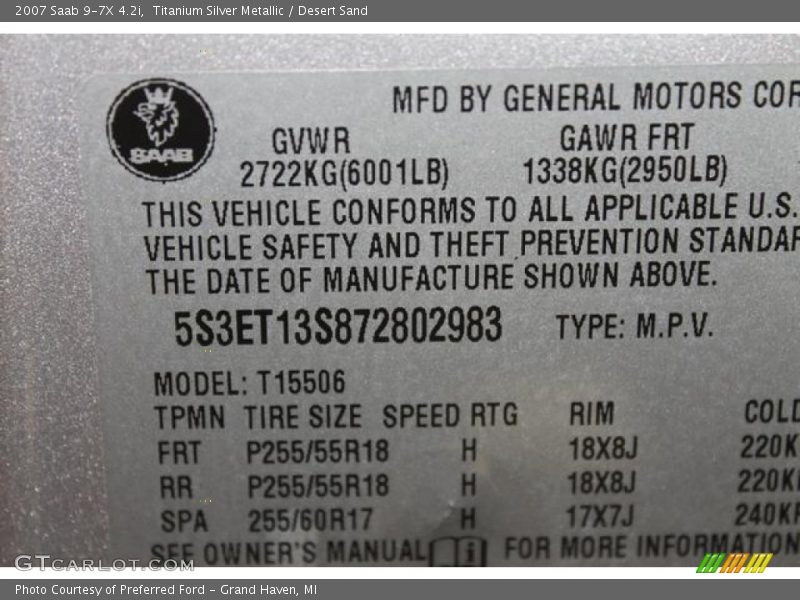 2007 Saab 9-7X 4.2i,  Titanium Silver Metallic / Desert Sand
MFD BY GENERAL MOTORS COR
SAAB
GVWR GAWR FRT
2722KG(6001LB) 1338KG(2950LB)
THIS VEHICLE CONFORMS TO ALL APPLICABLE U.S.
VEHICLE SAFETY AND THEFT PREVENTION STANDAR
THE DATE OF MANUFACTURE SHOWN ABOVE.
5S3ET13S872802983 TYPE: M.P.V.
MODEL: T15506
TPMN TIRE SIZE SPEED RTG RIM COLD
FRT P255/55R18 H 18X8J 220K
RR P255/55R18 H 18X8J 220K
SPA 255/60R17 H 17X7J 240KP
SEE OWNER'S MANUAL i FOR MORE INFORMATION
GTCARLOT.COM
Photo Courtesy of Preferred Ford - Grand Haven, MI